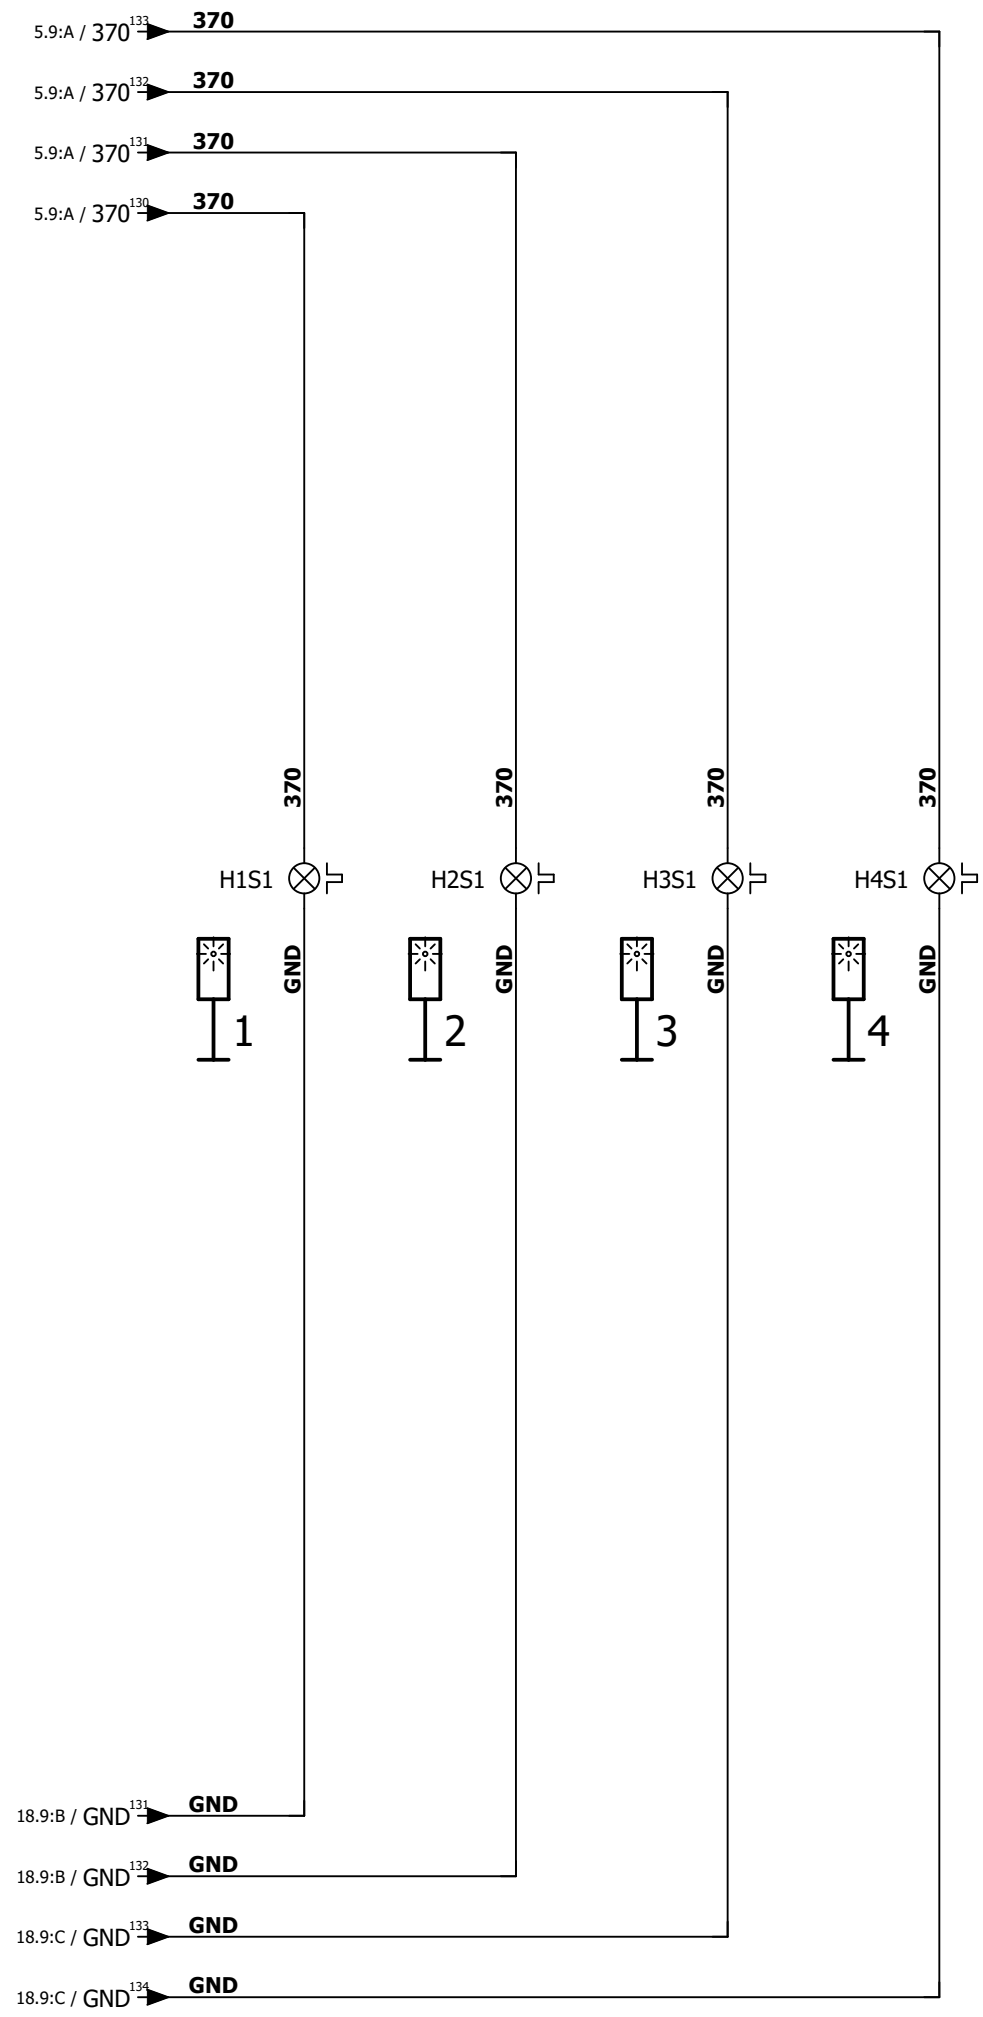 5.9:A / 370 133 370
5.9:A / 370 132 370
5.9:A / 370 131 370
5.9:A / 370 130 370
370 370 370 370
H1S1 H2S1 H3S1 H4S1
GND GND GND GND
1 2 3 4
18.9:B / GND 131 GND
18.9:B / GND 132 GND
18.9:C / GND 133 GND
18.9:C / GND 134 GND